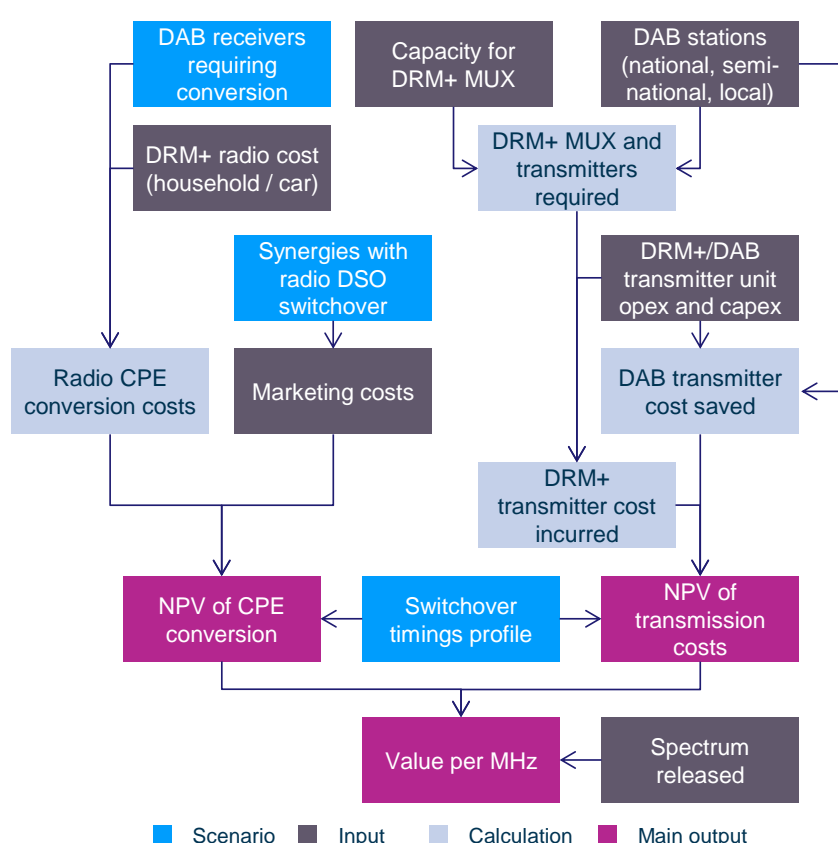 DAB receivers
requiring
conversion
Capacity for
DRM+ MUX
DAB stations
(national, semi-
national, local)
DRM+ radio cost
(household / car)
DRM+ MUX and
transmitters
required
Synergies with
radio DSO
switchover
DRM+/DAB
transmitter unit
opex and capex
Radio CPE
conversion costs
Marketing costs
DAB transmitter
cost saved
DRM+
transmitter cost
incurred
NPV of CPE
conversion
Switchover
timings profile
NPV of
transmission
costs
Value per MHz
Spectrum
released
Scenario Input Calculation Main output